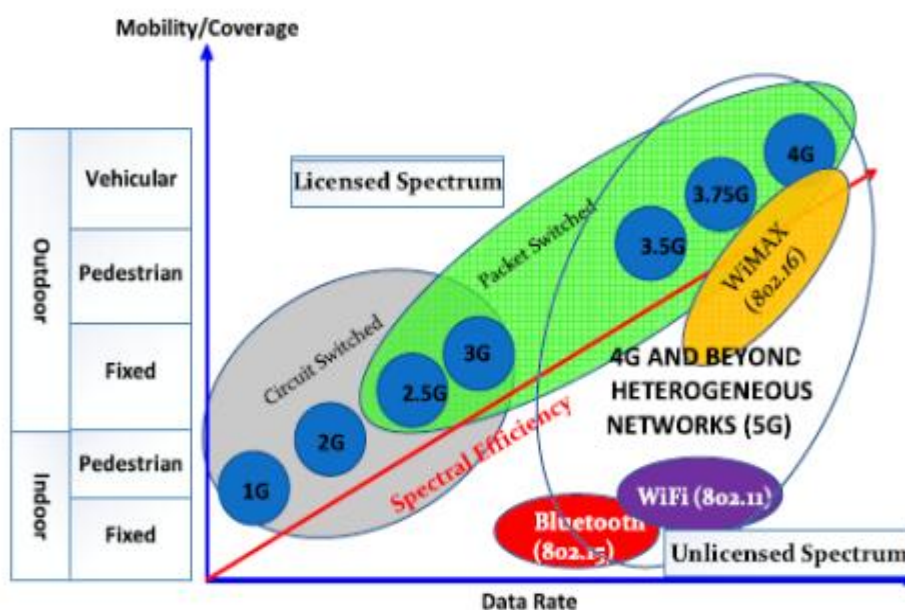 Mobility/Coverage
Outdoor
Vehicular
Pedestrian
Fixed
Indoor
Pedestrian
Fixed
Licensed Spectrum
Circuit Switched
Packet Switched
1G
2G
2.5G
3G
3.5G
3.75G
4G
WiMAX
(802.16)
Spectral Efficiency
4G AND BEYOND
HETEROGENEOUS
NETWORKS (5G)
WiFi (802.11)
Bluetooth
(802.15)
Unlicensed Spectrum
Data Rate